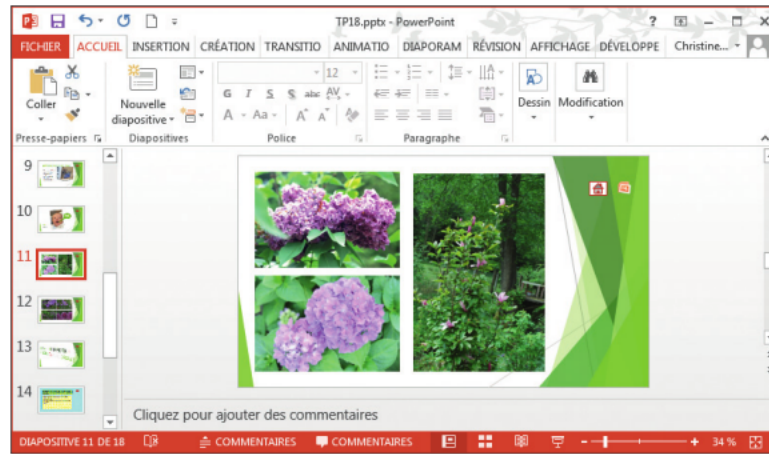 TP18.pptx - PowerPoint
FICHIER ACCUEIL INSERTION CRÉATION TRANSITIO ANIMATIO DIAPORAM RÉVISION AFFICHAGE DÉVELOPPE Christine...
12
Coller
Nouvelle
diapositive
G I S S abc AV
A Aa A A
Dessin Modification
Presse-papiers Diapositives Police Paragraphe
9
10
11
12
13
14
Cliquez pour ajouter des commentaires
DIAPOSITIVE 11 DE 18 COMMENTAIRES COMMENTAIRES 34 %